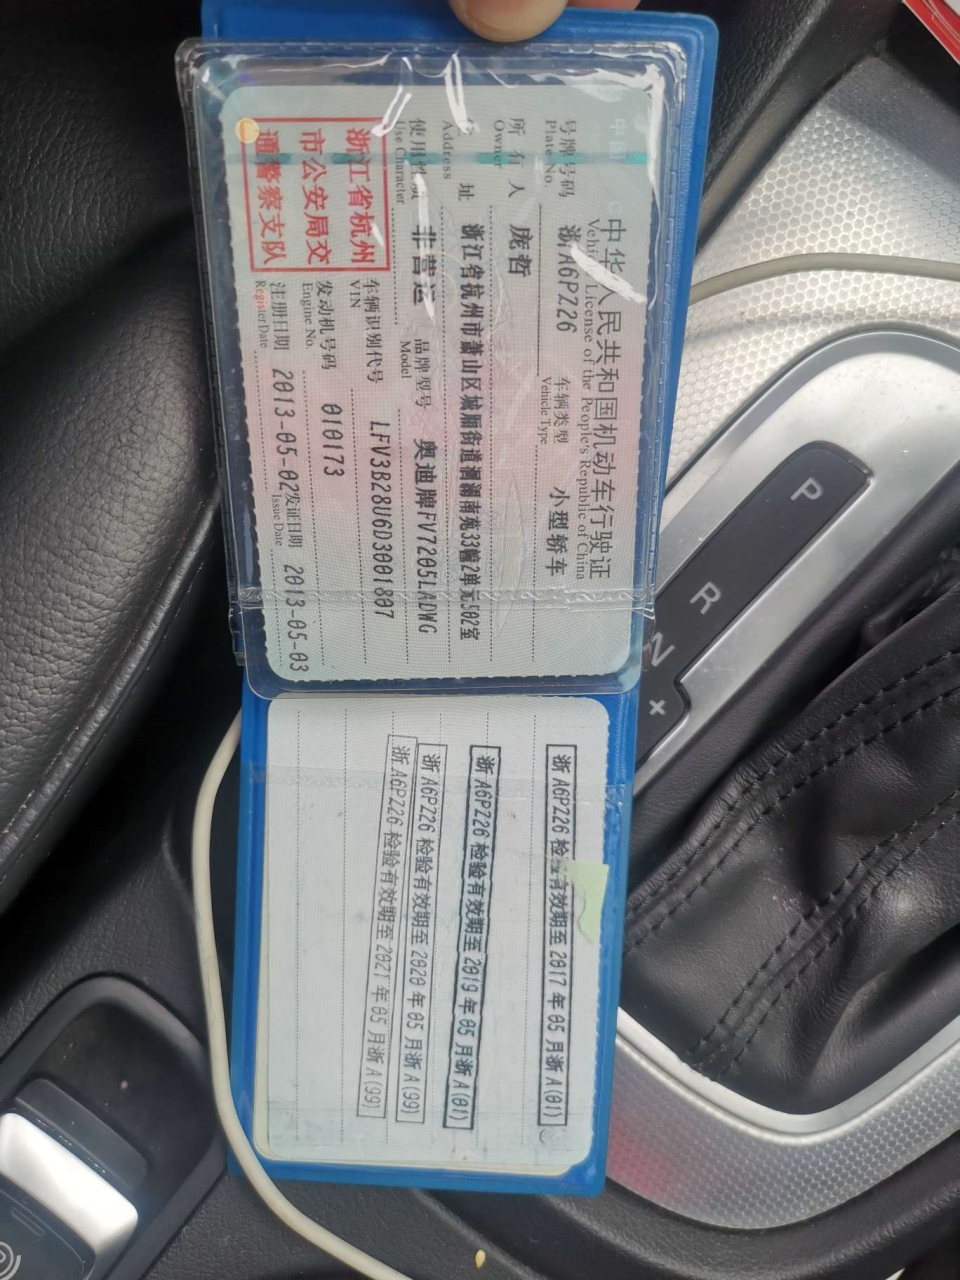 中华人民共和国机动车行驶证
Vehi License of the People's Republic of China
号牌号码 浙A6PZ26 车辆类型 小型轿车
Plate No. Vehicle Type
所有人 庞哲
Owner
址 浙江省杭州市萧山区城厢街道湖南苑33幢2单元502室
Address
使用性质 非营运 品牌型号 奥迪牌FV7205LADWG
Use Character Model
浙江省杭州
市公安局交
通警察支队
车辆识别代号 LFV3B28U6D3001807
VIN
发动机号码 010173
Engine No.
注册日期 2013-05-02 发证日期 2013-05-03
Register Date Issue Date
浙A6PZ26 检验有效期至2017年05月浙A(01)
浙A6PZ26 检验有效期至2019年05月浙A(01)
浙A6PZ26 检验有效期至2020年05月浙A(99)
浙A6PZ26 检验有效期至2021年05月浙A(99)
P
R
N
+